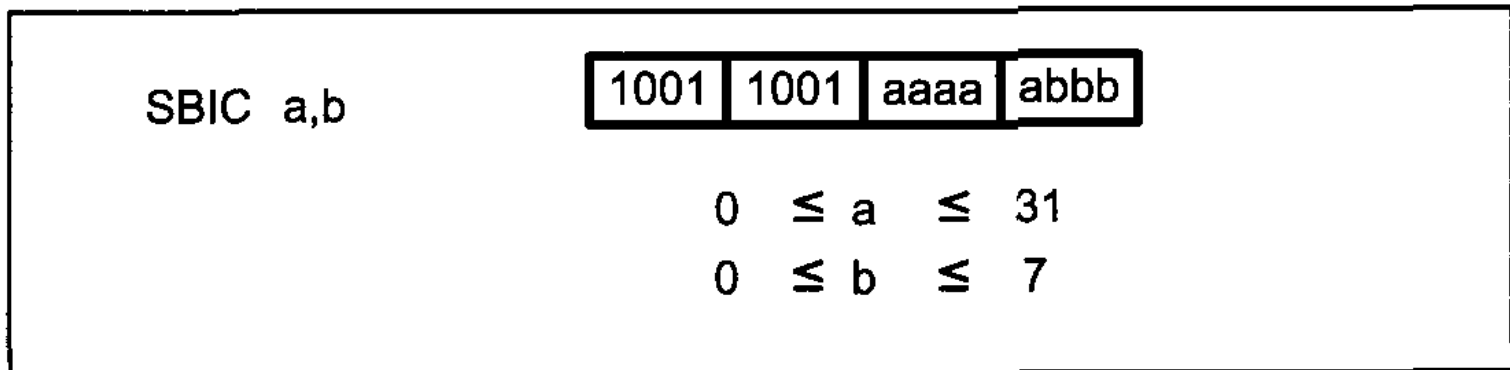 SBIC a,b 1001 1001 aaaa abbb
0 ≤ a ≤ 31
0 ≤ b ≤ 7